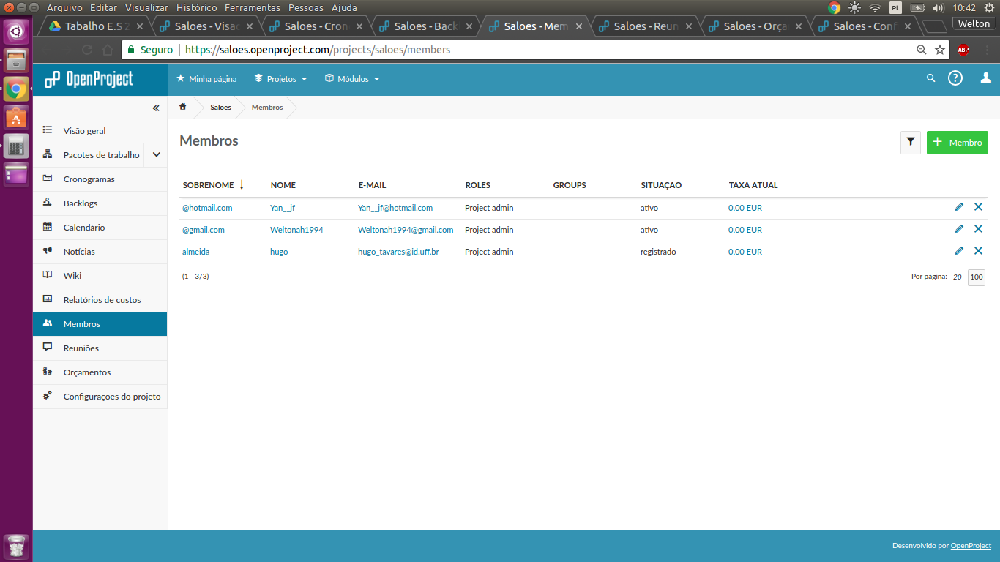 Arquivo Editar Visualizar Histórico Ferramentas Pessoas Ajuda Pt 10:42
Tabalho E.S 2 Saloes - Visão Saloes - Cron Saloes - Back Saloes - Mem Saloes - Reun Saloes - Orça Saloes - Conf Welton
Seguro https://saloes.openproject.com/projects/saloes/members ABP
OpenProject Minha página Projetos Módulos ?
« Saloes Membros
Visão geral
Pacotes de trabalho
Cronogramas
Backlogs
Calendário
Notícias
Wiki
Relatórios de custos
Membros
Reuniões
Orçamentos
Configurações do projeto
Membros + Membro
SOBRENOME NOME E-MAIL ROLES GROUPS SITUAÇÃO TAXA ATUAL
@hotmail.com Yan__jf Yan__jf@hotmail.com Project admin ativo 0.00 EUR
@gmail.com Weltonah1994 Weltonah1994@gmail.com Project admin ativo 0.00 EUR
almeida hugo hugo_tavares@id.uff.br Project admin registrado 0.00 EUR
(1 - 3/3) Por página: 20 100
Desenvolvido por OpenProject